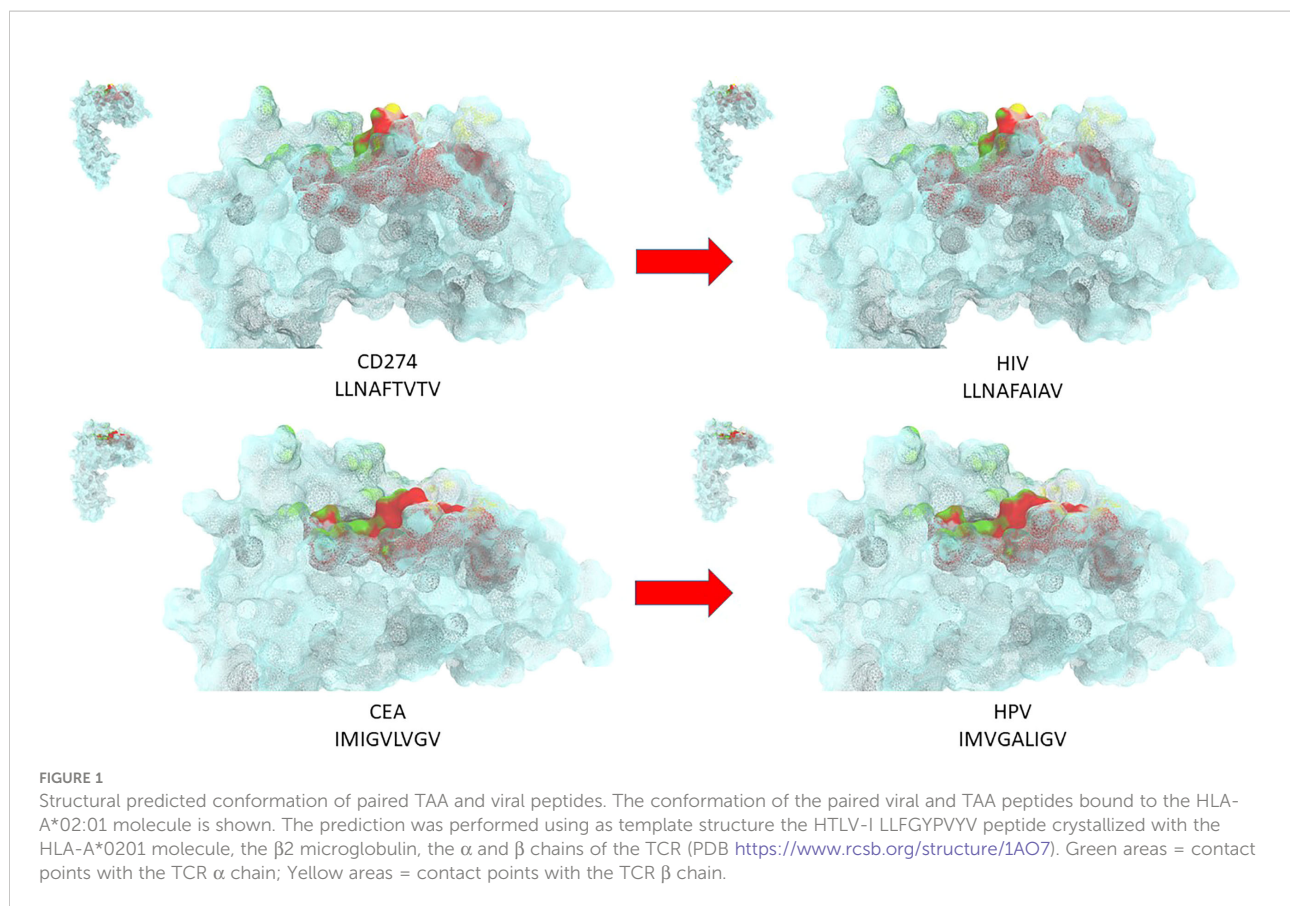 CD274
LLNAFTVTV
HIV
LLNAFAIAV
CEA
IMIGVLVGV
HPV
IMVGALIGV
FIGURE 1
Structural predicted conformation of paired TAA and viral peptides. The conformation of the paired viral and TAA peptides bound to the HLA-
A*02:01 molecule is shown. The prediction was performed using as template structure the HTLV-I LLFGYPVYV peptide crystallized with the
HLA-A*0201 molecule, the β2 microglobulin, the α and β chains of the TCR (PDB https://www.rcsb.org/structure/1AO7). Green areas = contact
points with the TCR α chain; Yellow areas = contact points with the TCR β chain.